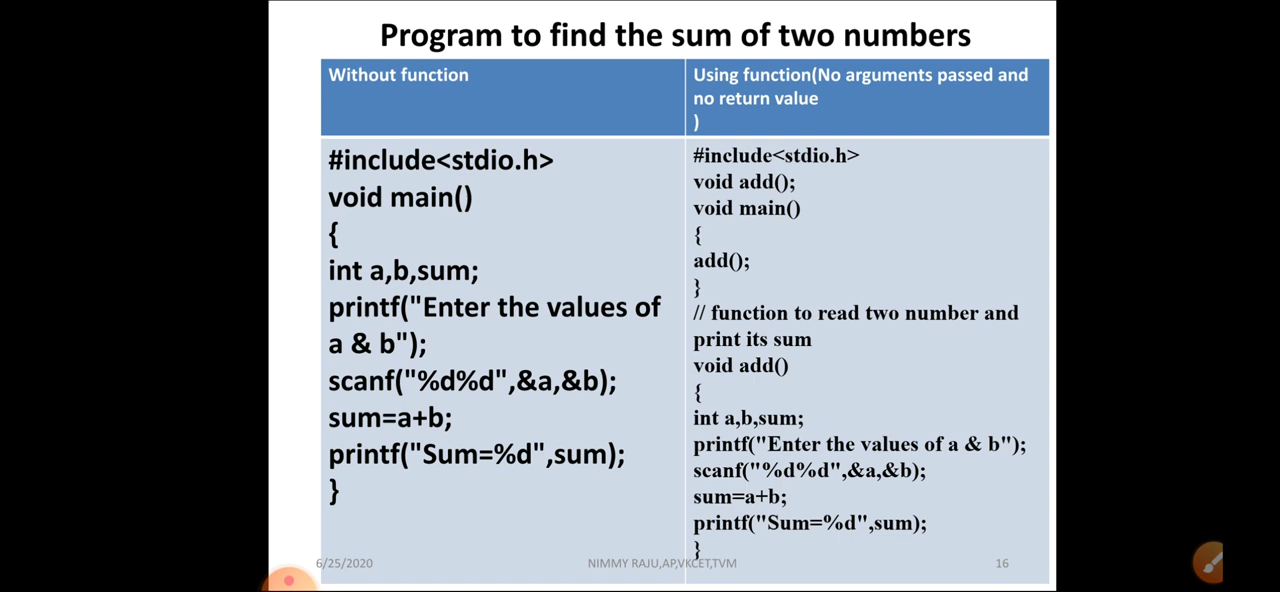 Program to find the sum of two numbers
Without function
Using function(No arguments passed and
no return value
)
#include<stdio.h>
void main()
{
int a,b,sum;
printf("Enter the values of
a & b");
scanf("%d%d",&a,&b);
sum=a+b;
printf("Sum=%d",sum);
}
#include<stdio.h>
void add();
void main()
{
add();
}
// function to read two number and
print its sum
void add()
{
int a,b,sum;
printf("Enter the values of a & b");
scanf("%d%d",&a,&b);
sum=a+b;
printf("Sum=%d",sum);
}
6/25/2020
NIMMY RAJU,AP,VKCET,TVM
16